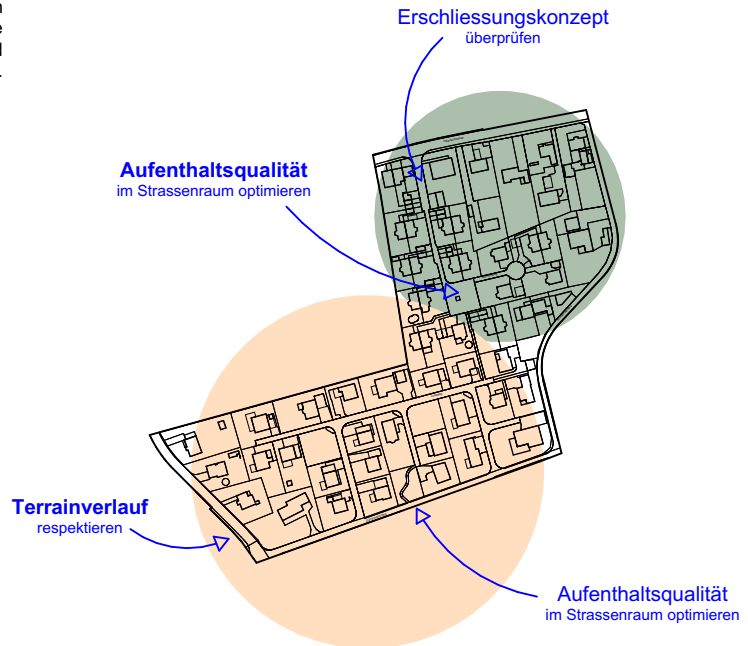 Erschliessungskonzept
überprüfen
Aufenthaltsqualität
im Strassenraum optimieren
Terrainverlauf
respektieren
Aufenthaltsqualität
im Strassenraum optimieren